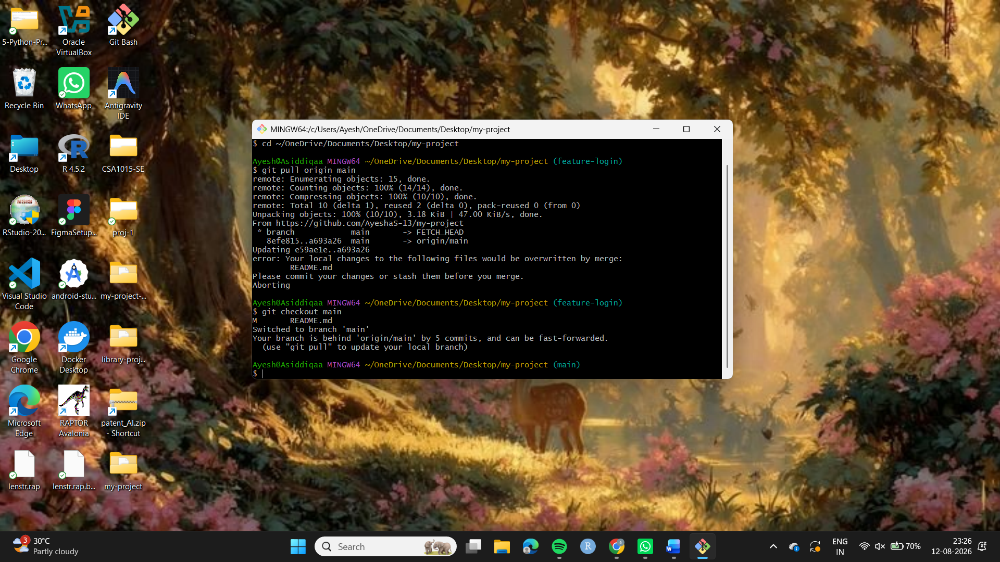 5-Python-Pr...
Oracle
VirtualBox
Git Bash
Recycle Bin
WhatsApp
Antigravity
IDE
Desktop
R 4.5.2
CSA1015-SE
RStudio-20...
FigmaSetup...
proj-1
Visual Studio
Code
android-stu...
my-project-...
Google
Chrome
Docker
Desktop
library-proj...
Microsoft
Edge
RAPTOR
Avalonia
patent_AI.zip
- Shortcut
lenstr.rap
lenstr.rap.b...
my-project
MINGW64:/c/Users/Ayesh/OneDrive/Documents/Desktop/my-project
$ cd ~/OneDrive/Documents/Desktop/my-project
Ayesh@Asiddiqaa MINGW64 ~/OneDrive/Documents/Desktop/my-project (feature-login)
$ git pull origin main
remote: Enumerating objects: 15, done.
remote: Counting objects: 100% (14/14), done.
remote: Compressing objects: 100% (10/10), done.
remote: Total 10 (delta 1), reused 2 (delta 0), pack-reused 0 (from 0)
Unpacking objects: 100% (10/10), 3.18 KiB | 47.00 KiB/s, done.
From https://github.com/AyeshaS-13/my-project
 * branch            main       -> FETCH_HEAD
   8efe815..a693a26  main       -> origin/main
Updating e59ae1e..a693a26
error: Your local changes to the following files would be overwritten by merge:
        README.md
Please commit your changes or stash them before you merge.
Aborting
Ayesh@Asiddiqaa MINGW64 ~/OneDrive/Documents/Desktop/my-project (feature-login)
$ git checkout main
M       README.md
Switched to branch 'main'
Your branch is behind 'origin/main' by 5 commits, and can be fast-forwarded.
  (use "git pull" to update your local branch)
Ayesh@Asiddiqaa MINGW64 ~/OneDrive/Documents/Desktop/my-project (main)
$
3
30°C
Partly cloudy
Search
ENG
IN
70%
23:26
12-08-2026